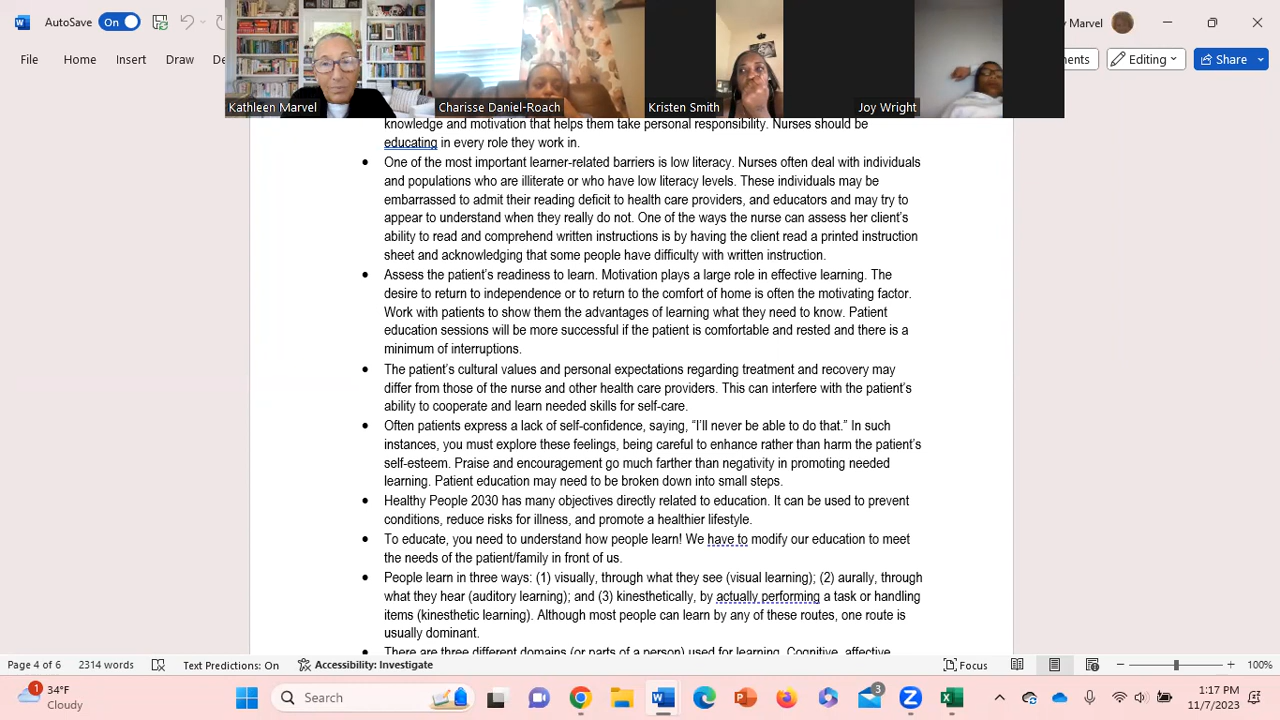 AutoSave
On
File
Home
Insert
Draw
Editing
Share
Kathleen Marvel
Charisse Daniel-Roach
Kristen Smith
Joy Wright
knowledge and motivation that helps them take personal responsibility. Nurses should be
educating in every role they work in.
• One of the most important learner-related barriers is low literacy. Nurses often deal with individuals
and populations who are illiterate or who have low literacy levels. These individuals may be
embarrassed to admit their reading deficit to health care providers, and educators and may try to
appear to understand when they really do not. One of the ways the nurse can assess her client's
ability to read and comprehend written instructions is by having the client read a printed instruction
sheet and acknowledging that some people have difficulty with written instruction.
• Assess the patient's readiness to learn. Motivation plays a large role in effective learning. The
desire to return to independence or to return to the comfort of home is often the motivating factor.
Work with patients to show them the advantages of learning what they need to know. Patient
education sessions will be more successful if the patient is comfortable and rested and there is a
minimum of interruptions.
• The patient's cultural values and personal expectations regarding treatment and recovery may
differ from those of the nurse and other health care providers. This can interfere with the patient's
ability to cooperate and learn needed skills for self-care.
• Often patients express a lack of self-confidence, saying, “I'll never be able to do that.” In such
instances, you must explore these feelings, being careful to enhance rather than harm the patient's
self-esteem. Praise and encouragement go much farther than negativity in promoting needed
learning. Patient education may need to be broken down into small steps.
• Healthy People 2030 has many objectives directly related to education. It can be used to prevent
conditions, reduce risks for illness, and promote a healthier lifestyle.
• To educate, you need to understand how people learn! We have to modify our education to meet
the needs of the patient/family in front of us.
• People learn in three ways: (1) visually, through what they see (visual learning); (2) aurally, through
what they hear (auditory learning); and (3) kinesthetically, by actually performing a task or handling
items (kinesthetic learning). Although most people can learn by any of these routes, one route is
usually dominant.
There are three different domains (or parts of a person) used for learning. Cognitive, affective,
Page 4 of 6
2314 words
Text Predictions: On
Accessibility: Investigate
Focus
100%
1
34°F
Cloudy
Search
3
11/7/2023